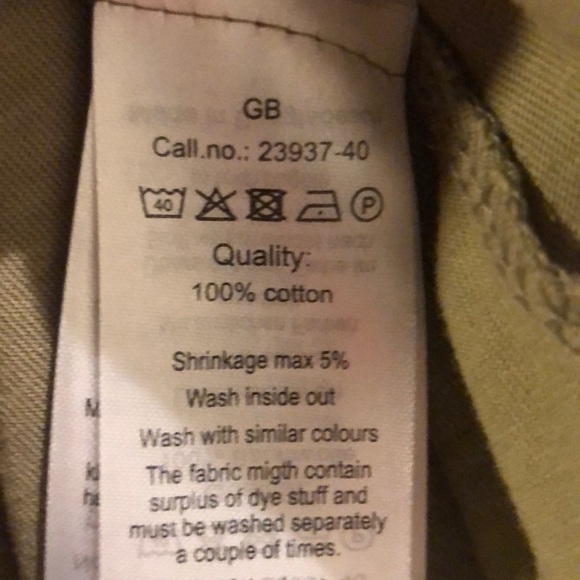 GB
Call.no.: 23937-40
40 P
Quality:
100% cotton
Shrinkage max 5%
Wash inside out
Wash with similar colours
The fabric migth contain
surplus of dye stuff and
must be washed separately
a couple of times.